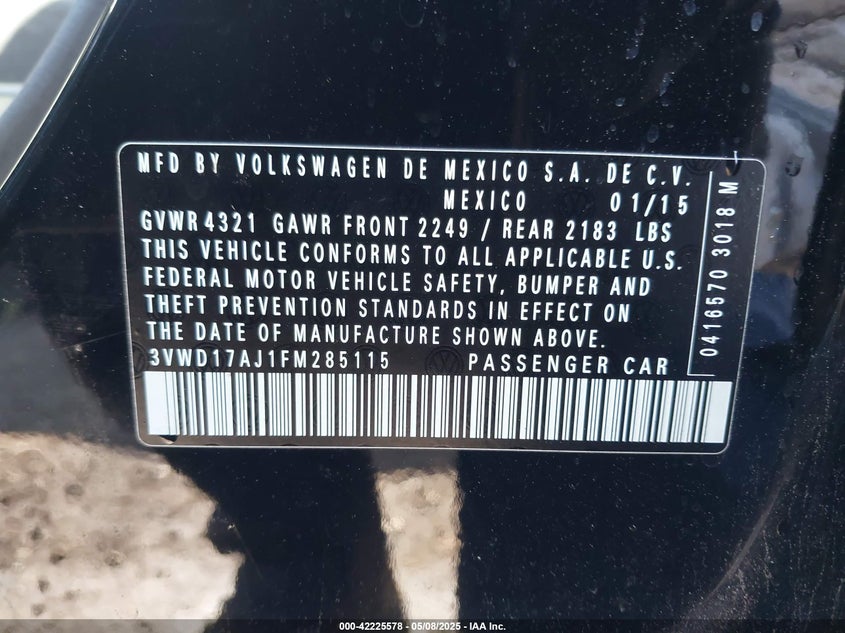 MFD BY VOLKSWAGEN DE MEXICO S.A. DE C.V.
MEXICO 01/15
GVWR 4321 GAWR FRONT 2249 / REAR 2183 LBS
THIS VEHICLE CONFORMS TO ALL APPLICABLE U.S.
FEDERAL MOTOR VEHICLE SAFETY, BUMPER AND
THEFT PREVENTION STANDARDS IN EFFECT ON
THE DATE OF MANUFACTURE SHOWN ABOVE.
3VWD17AJ1FM285115 PASSENGER CAR
0416570 3018 M
000-42225578 - 05/08/2025 - IAA Inc.